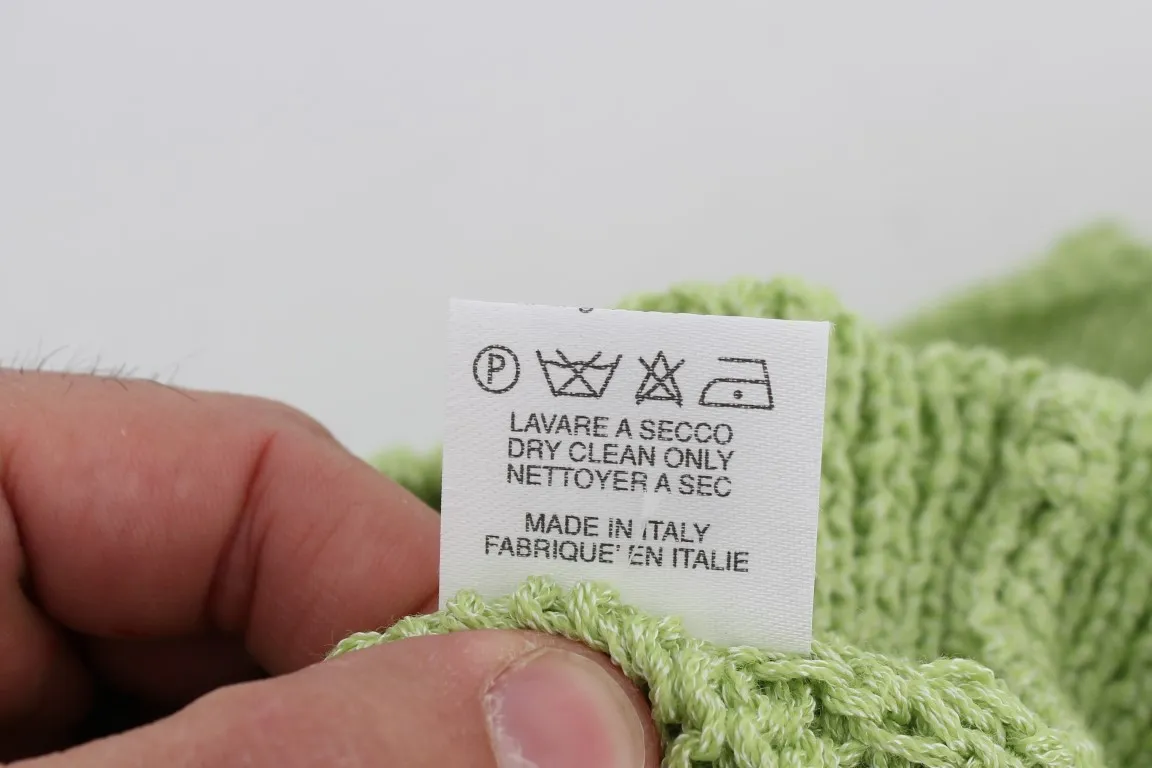 P
LAVARE A SECCO
DRY CLEAN ONLY
NETTOYER A SEC
MADE IN ITALY
FABRIQUE' EN ITALIE